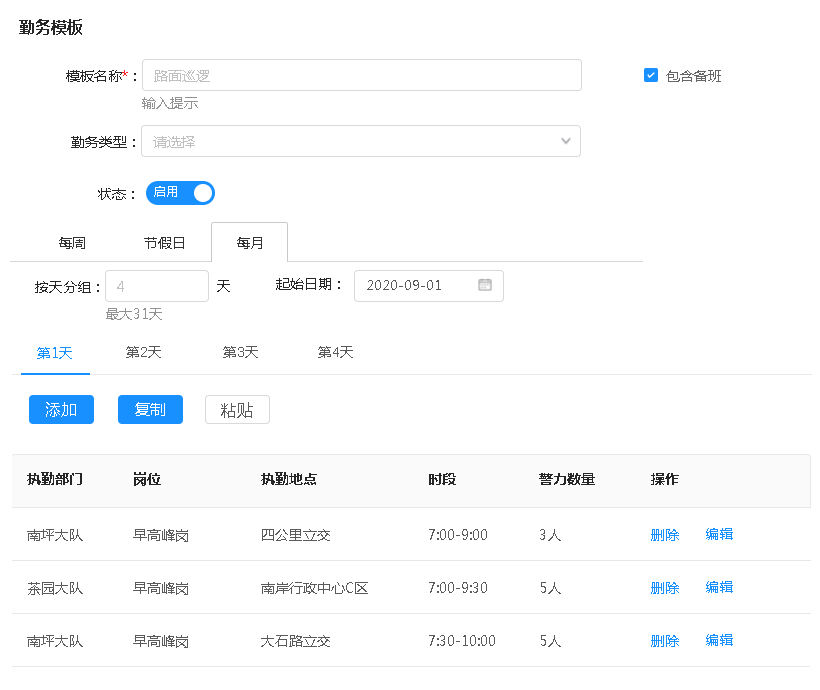 勤务模板
模板名称*： 路面巡逻 包含备班
输入提示
勤务类型： 请选择
状态： 启用
每周 节假日 每月
按天分组： 4 天 起始日期： 2020-09-01
最大31天
第1天 第2天 第3天 第4天
添加 复制 粘贴
执勤部门 岗位 执勤地点 时段 警力数量 操作
南坪大队 早高峰岗 四公里立交 7:00-9:00 3人 删除 编辑
茶园大队 早高峰岗 南岸行政中心C区 7:00-9:30 5人 删除 编辑
南坪大队 早高峰岗 大石路立交 7:30-10:00 5人 删除 编辑